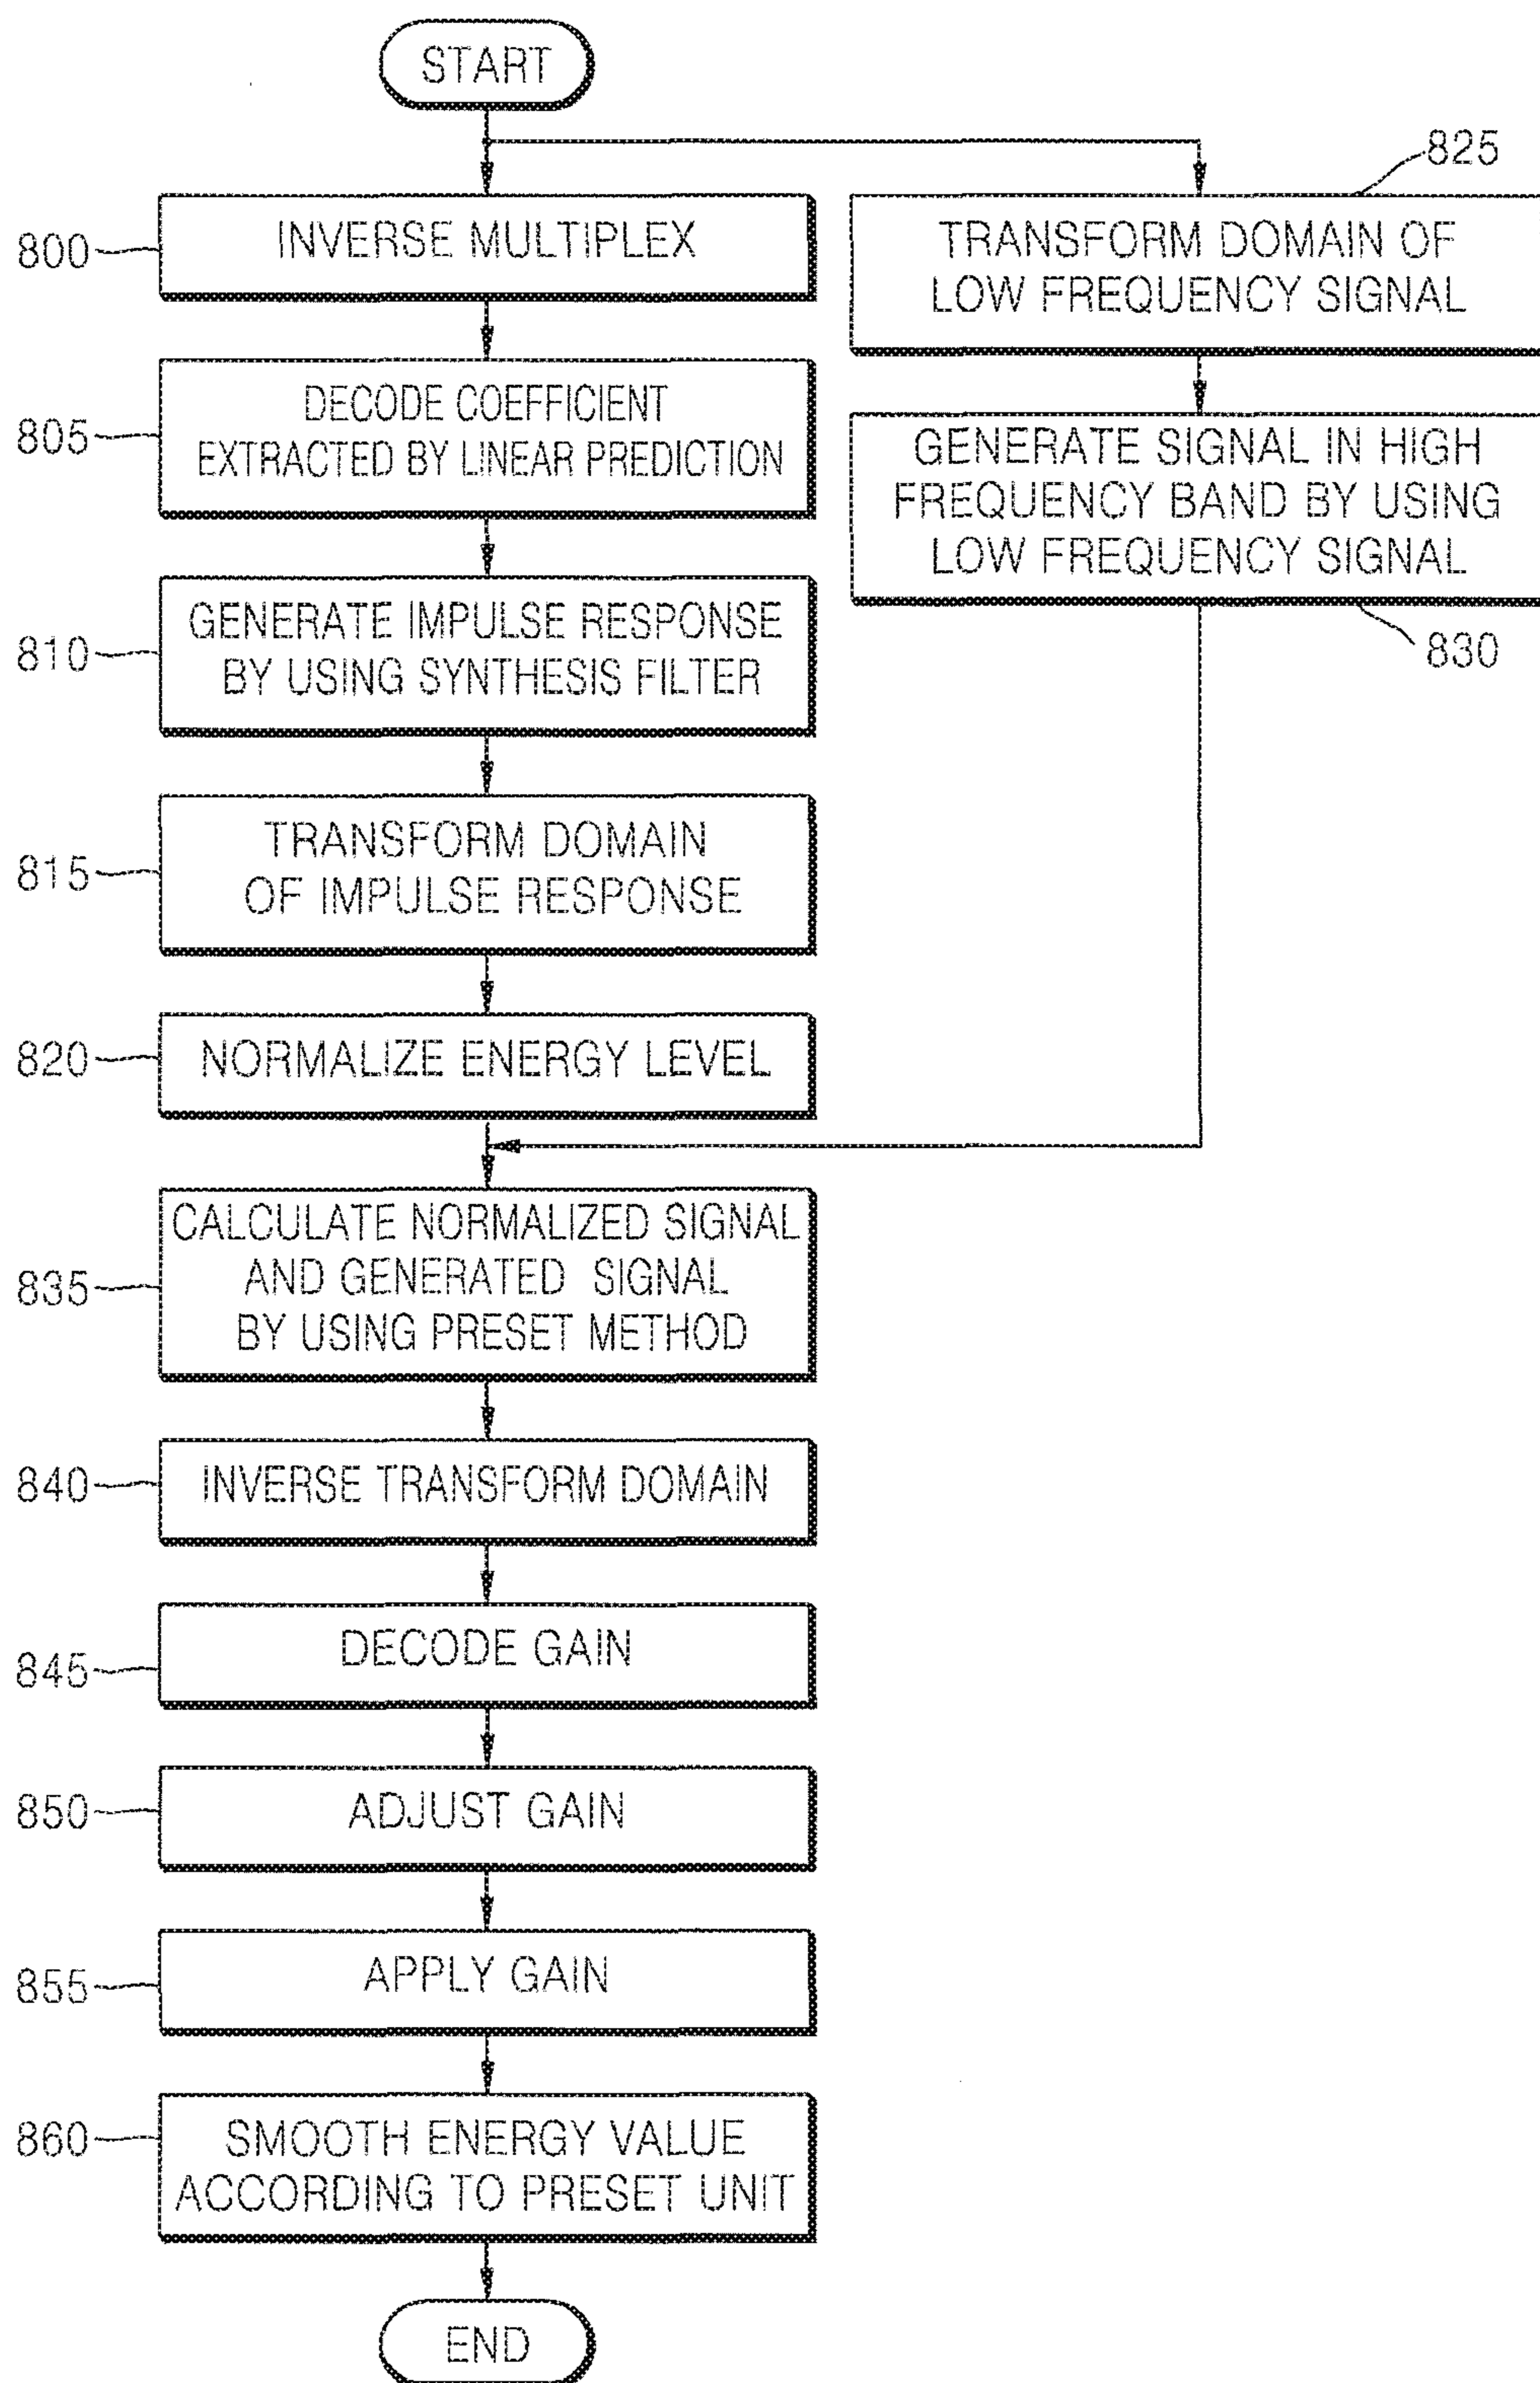 START
800
INVERSE MULTIPLEX
805
DECODE COEFFICIENT
EXTRACTED BY LINEAR PREDICTION
810
GENERATE IMPULSE RESPONSE
BY USING SYNTHESIS FILTER
815
TRANSFORM DOMAIN
OF IMPULSE RESPONSE
820
NORMALIZE ENERGY LEVEL
825
TRANSFORM DOMAIN OF
LOW FREQUENCY SIGNAL
GENERATE SIGNAL IN HIGH
FREQUENCY BAND BY USING
LOW FREQUENCY SIGNAL
830
835
CALCULATE NORMALIZED SIGNAL
AND GENERATED SIGNAL
BY USING PRESET METHOD
840
INVERSE TRANSFORM DOMAIN
845
DECODE GAIN
850
ADJUST GAIN
855
APPLY GAIN
860
SMOOTH ENERGY VALUE
ACCORDING TO PRESET UNIT
END